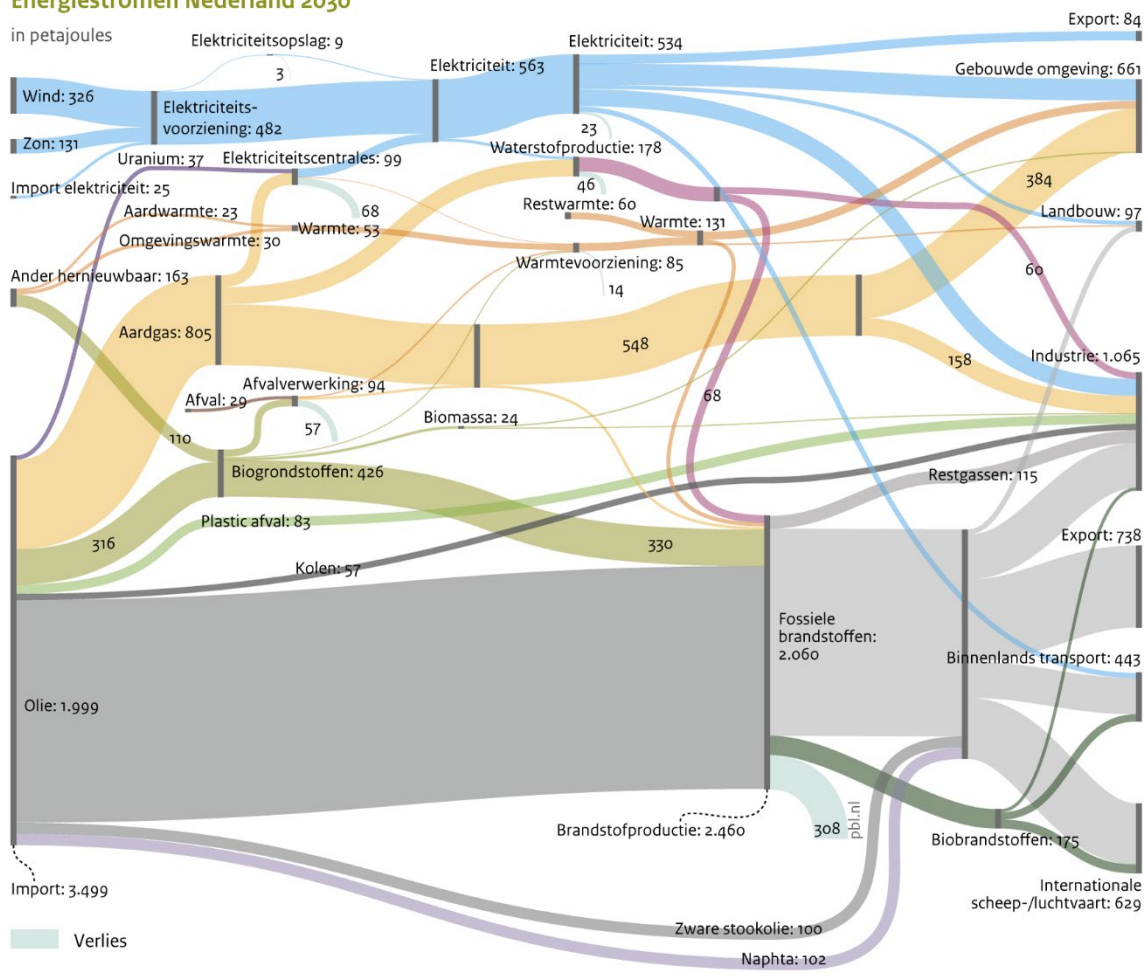 Energiestromen Nederland 2030
in petajoules
Export: 84
Elektriciteitsopslag: 9
3
Elektriciteit: 534
Elektriciteit: 563
Gebouwde omgeving: 661
Wind: 326
Elektriciteits-
voorziening: 482
Zon: 131
23
Uranium: 37
Elektriciteitscentrales: 99
Waterstofproductie: 178
Import elektriciteit: 25
46
384
68
Restwarmte: 60
Aardwarmte: 23
Warmte: 53
Warmte: 131
Landbouw: 97
Omgevingswarmte: 30
Warmtevoorziening: 85
60
Ander hernieuwbaar: 163
14
Aardgas: 805
548
Industrie: 1.065
158
Afvalverwerking: 94
68
Afval: 29
Biomassa: 24
57
110
Biogrondstoffen: 426
Restgassen: 115
Plastic afval: 83
316
330
Export: 738
Kolen: 57
Fossiele
brandstoffen:
2.060
Binnenlands transport: 443
Olie: 1.999
Brandstofproductie: 2.460
308
pbl.nl
Biobrandstoffen: 175
Import: 3.499
Internationale
scheep-/luchtvaart: 629
Zware stookolie: 100
Verlies
Naphta: 102